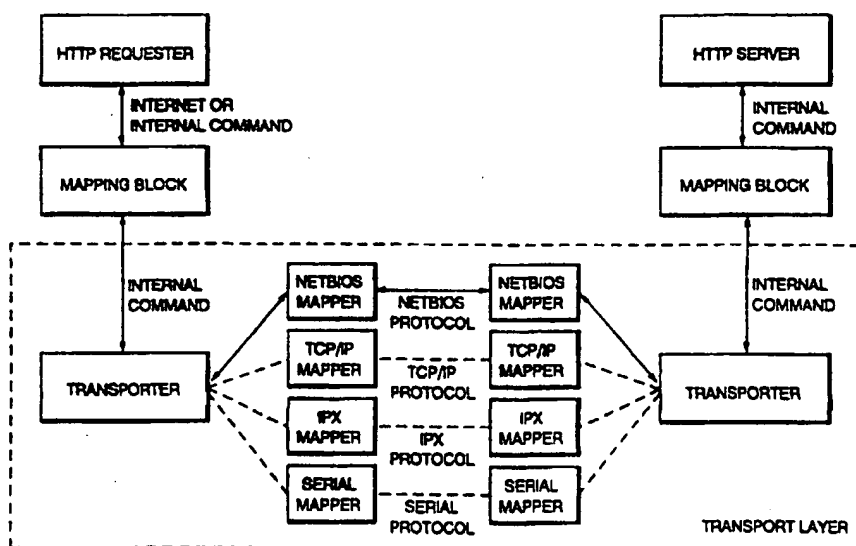 HTTP REQUESTER
HTTP SERVER
INTERNET OR
INTERNAL COMMAND
INTERNAL
COMMAND
MAPPING BLOCK
MAPPING BLOCK
INTERNAL
COMMAND
NETBIOS
MAPPER
NETBIOS
PROTOCOL
NETBIOS
MAPPER
INTERNAL
COMMAND
TRANSPORTER
TCP/IP
MAPPER
TCP/IP
PROTOCOL
TCP/IP
MAPPER
TRANSPORTER
IPX
MAPPER
IPX
PROTOCOL
IPX
MAPPER
SERIAL
MAPPER
SERIAL
PROTOCOL
SERIAL
MAPPER
TRANSPORT LAYER